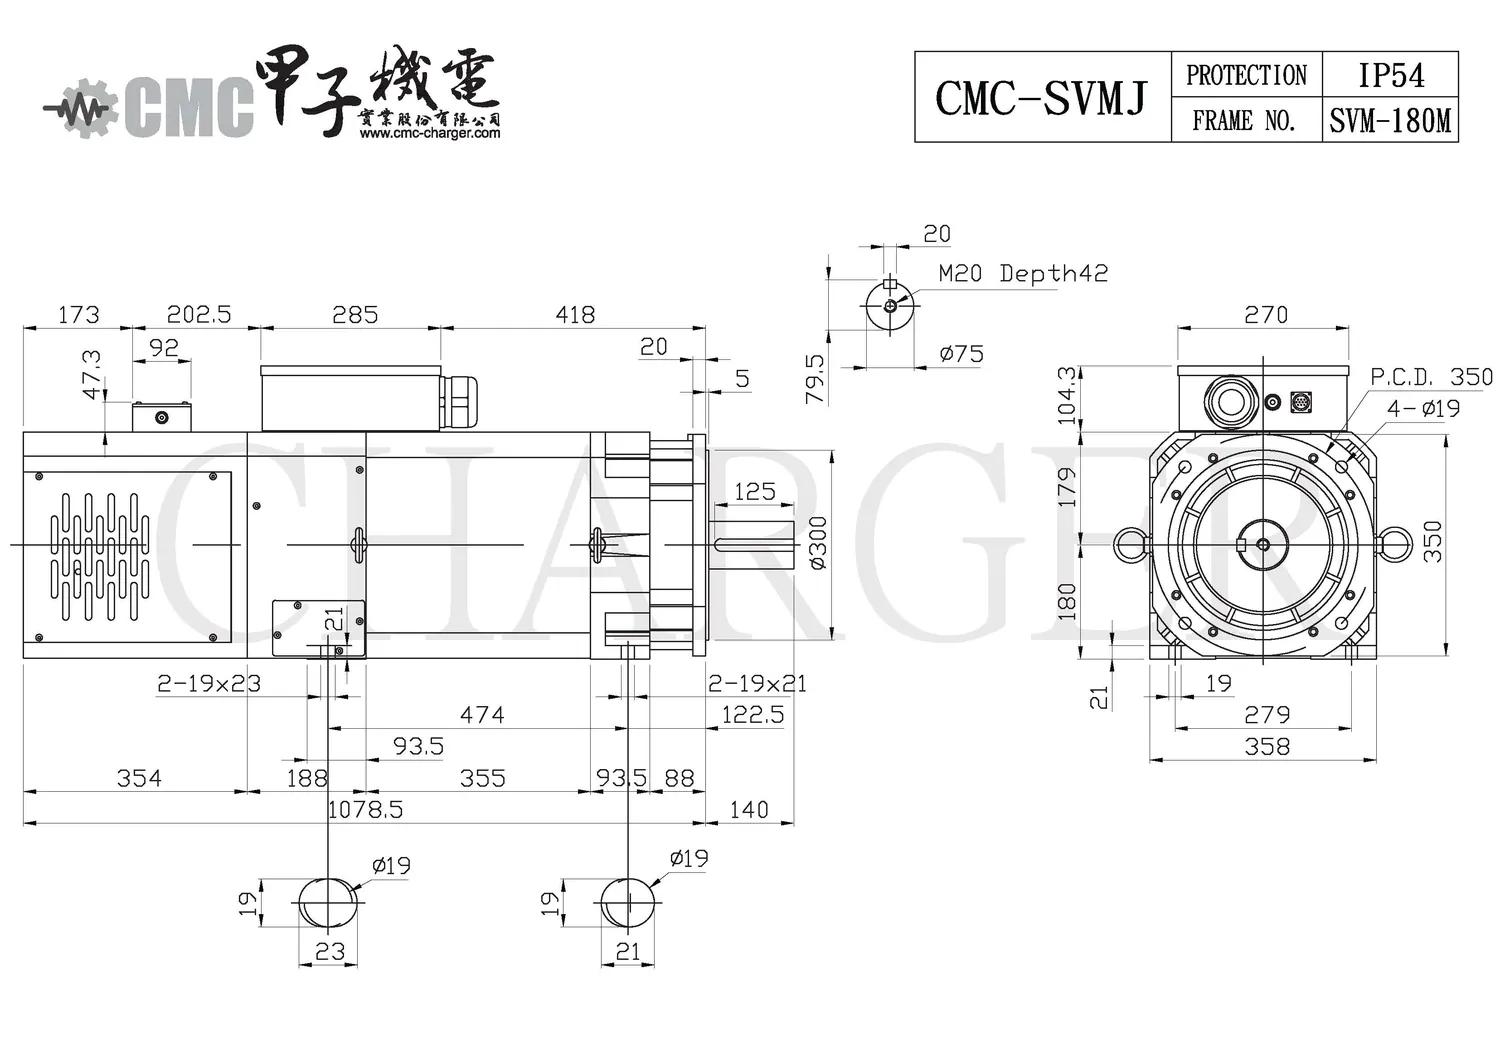 CMC 甲子機電
實業股份有限公司
www.cmc-charger.com
CMC-SVMJ
PROTECTION
IP54
FRAME NO.
SVM-180M
20
M20 Depth42
79.5
ø75
173
202.5
285
418
92
47.3
20
5
125
ø300
21
2-19x23
2-19x21
474
122.5
93.5
354
188
355
93.5
88
1078.5
140
ø19
19
23
ø19
19
21
270
104.3
P.C.D. 350
4-ø19
179
180
350
21
19
279
358
CHARGER